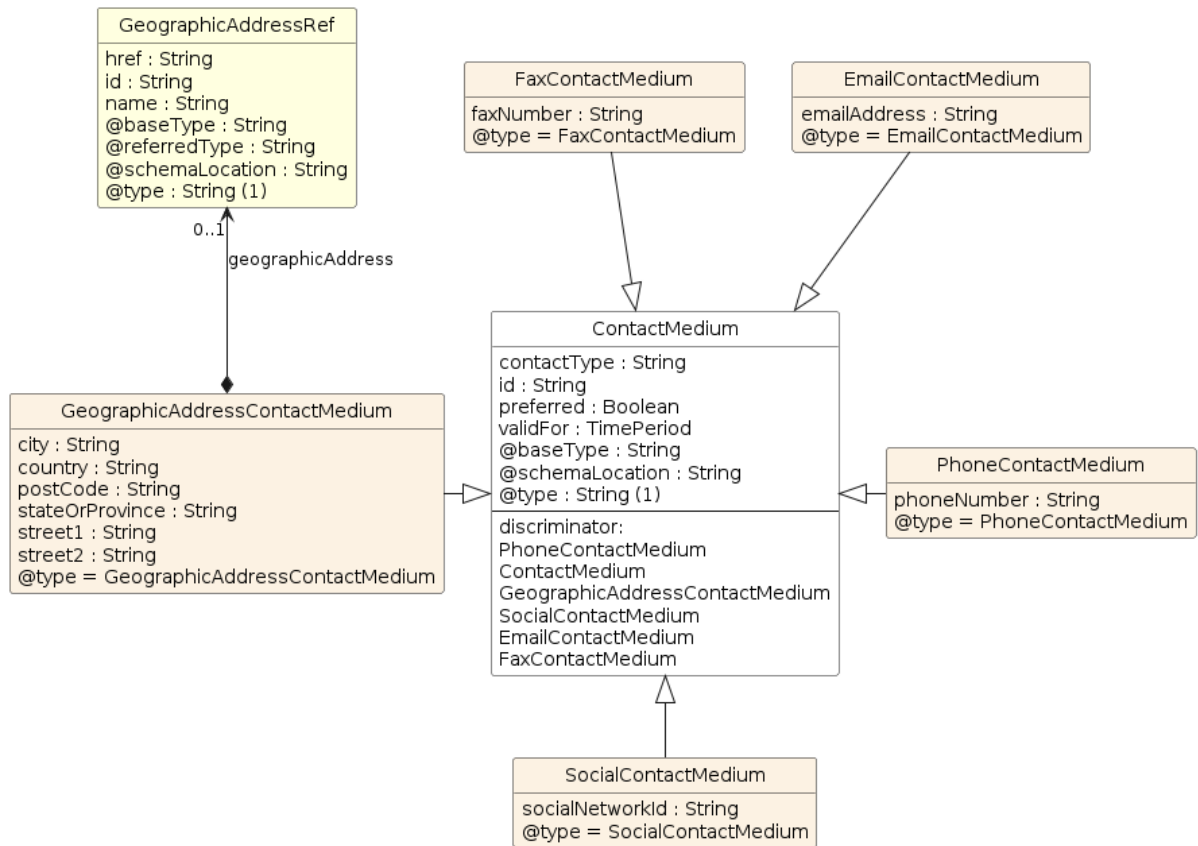 GeographicAddressRef
href : String
id : String
name : String
@baseType : String
@referredType : String
@schemaLocation : String
@type : String (1)
FaxContactMedium
faxNumber : String
@type = FaxContactMedium
EmailContactMedium
emailAddress : String
@type = EmailContactMedium
0..1
geographicAddress
ContactMedium
contactType : String
id : String
preferred : Boolean
validFor : TimePeriod
@baseType : String
@schemaLocation : String
@type : String (1)
discriminator:
PhoneContactMedium
ContactMedium
GeographicAddressContactMedium
SocialContactMedium
EmailContactMedium
FaxContactMedium
GeographicAddressContactMedium
city : String
country : String
postCode : String
stateOrProvince : String
street1 : String
street2 : String
@type = GeographicAddressContactMedium
PhoneContactMedium
phoneNumber : String
@type = PhoneContactMedium
SocialContactMedium
socialNetworkId : String
@type = SocialContactMedium